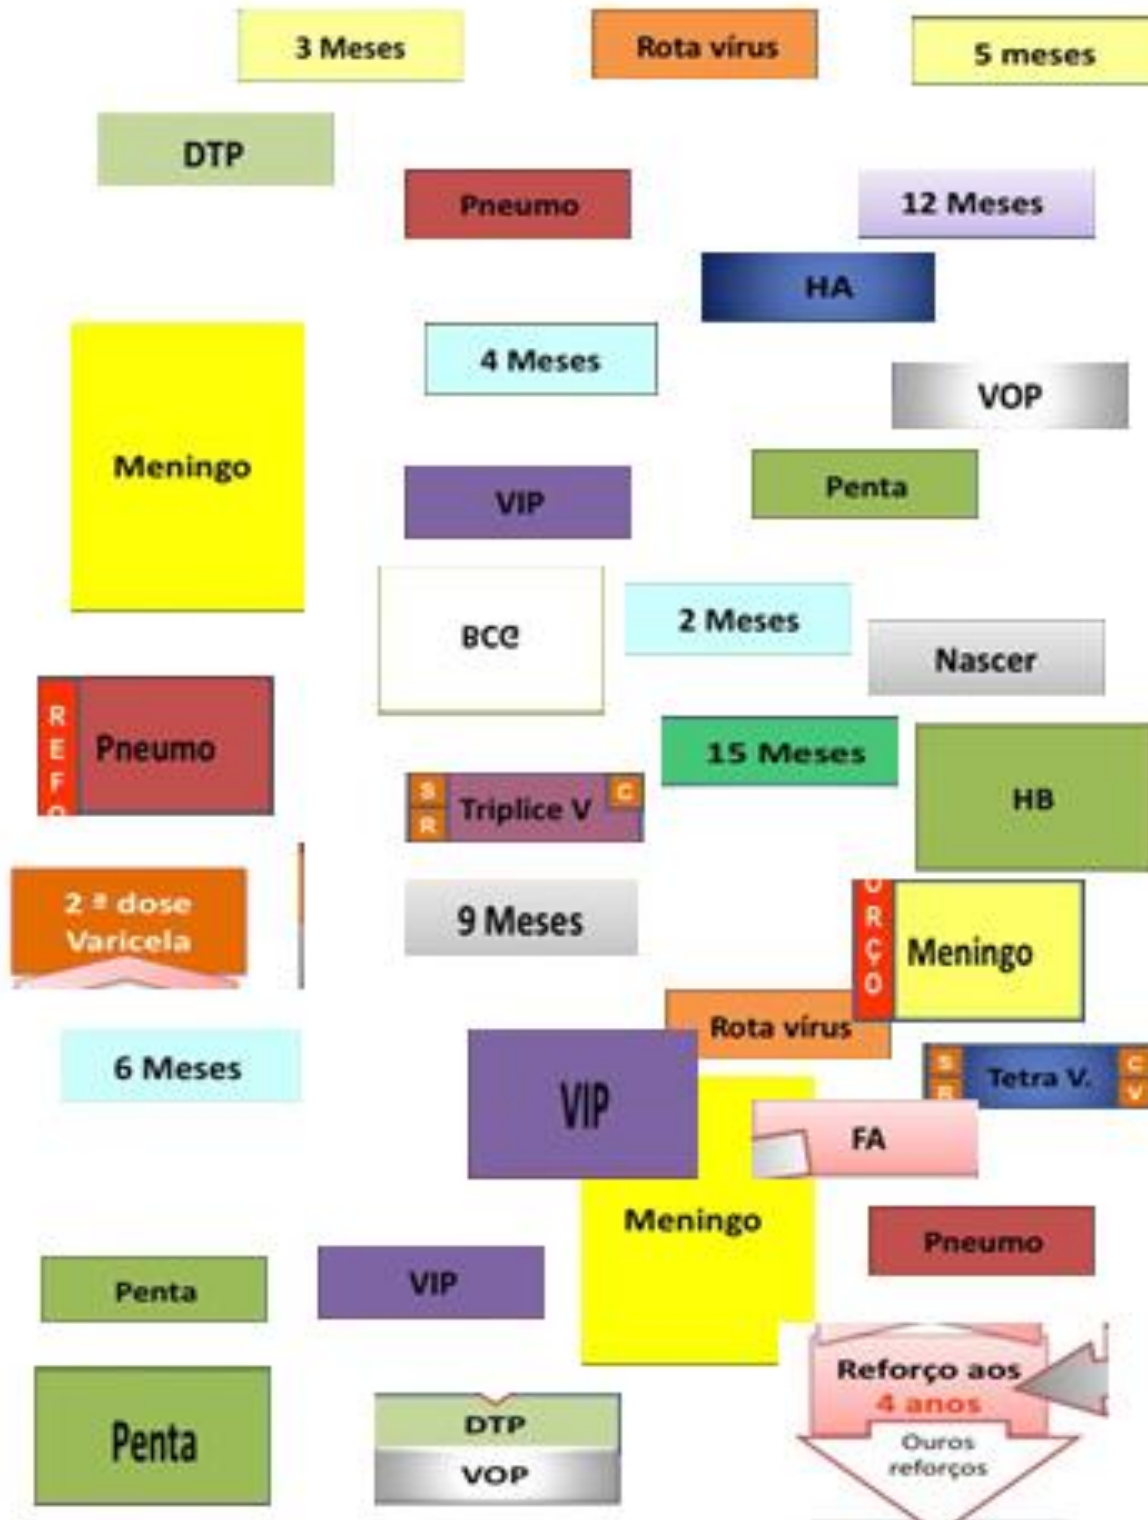 3 Meses
Rota vírus
5 meses
DTP
Pneumo
12 Meses
HA
4 Meses
VOP
Meningo
VIP
Penta
BCG
2 Meses
Nascer
R
E
F
O
Pneumo
15 Meses
HB
S
R
Triplice V
C
2 ª dose
Varicela
9 Meses
O
R
Ç
O
Meningo
6 Meses
Rota vírus
VIP
S
R
Tetra V.
C
V
FA
Meningo
Pneumo
Penta
VIP
Reforço aos
4 anos
Ouros
reforços
Penta
DTP
VOP